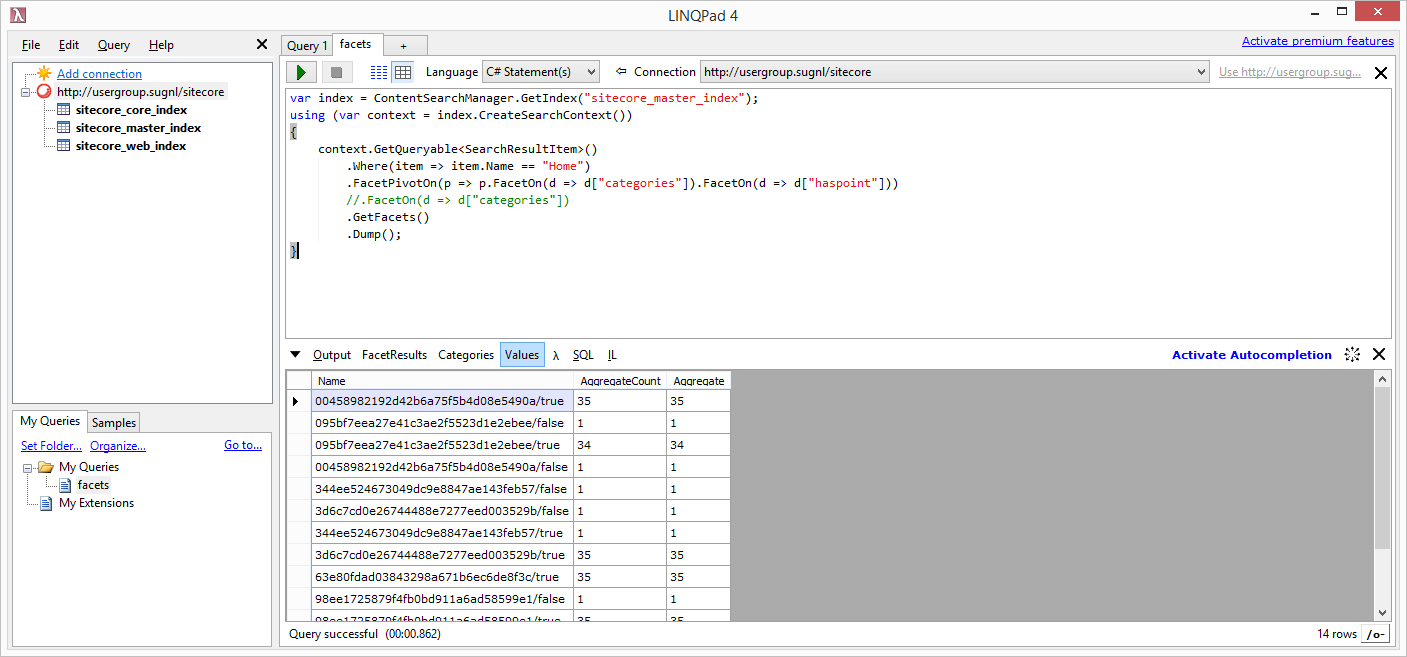 LINQPad 4
File Edit Query Help
Add connection
http://usergroup.sugnl/sitecore
sitecore_core_index
sitecore_master_index
sitecore_web_index
My Queries Samples
Set Folder... Organize... Go to...
My Queries
facets
My Extensions
Query 1 facets +
Activate premium features
Language C# Statement(s) Connection http://usergroup.sugnl/sitecore Use http://usergroup.sug...
var index = ContentSearchManager.GetIndex("sitecore_master_index");
using (var context = index.CreateSearchContext())
{
context.GetQueryable<SearchResultItem>()
.Where(item => item.Name == "Home")
.FacetPivotOn(p => p.FacetOn(d => d["categories"]).FacetOn(d => d["haspoint"]))
//.FacetOn(d => d["categories"])
.GetFacets()
.Dump();
}
Output FacetResults Categories Values λ SQL IL Activate Autocompletion
Name AggregateCount Aggregate
00458982192d42b6a75f5b4d08e5490a/true 35 35
095bf7eea27e41c3ae2f5523d1e2ebee/false 1 1
095bf7eea27e41c3ae2f5523d1e2ebee/true 34 34
00458982192d42b6a75f5b4d08e5490a/false 1 1
344ee524673049dc9e8847ae143feb57/false 1 1
3d6c7cd0e26744488e7277eed003529b/false 1 1
344ee524673049dc9e8847ae143feb57/true 1 1
3d6c7cd0e26744488e7277eed003529b/true 35 35
63e80fdad03843298a671b6ec6de8f3c/true 35 35
98ee1725879f4fb0bd911a6ad58599e1/false 1 1
98ee1725879f4fb0bd911a6ad58599e1/true 35 35
Query successful (00:00.862) 14 rows /o-